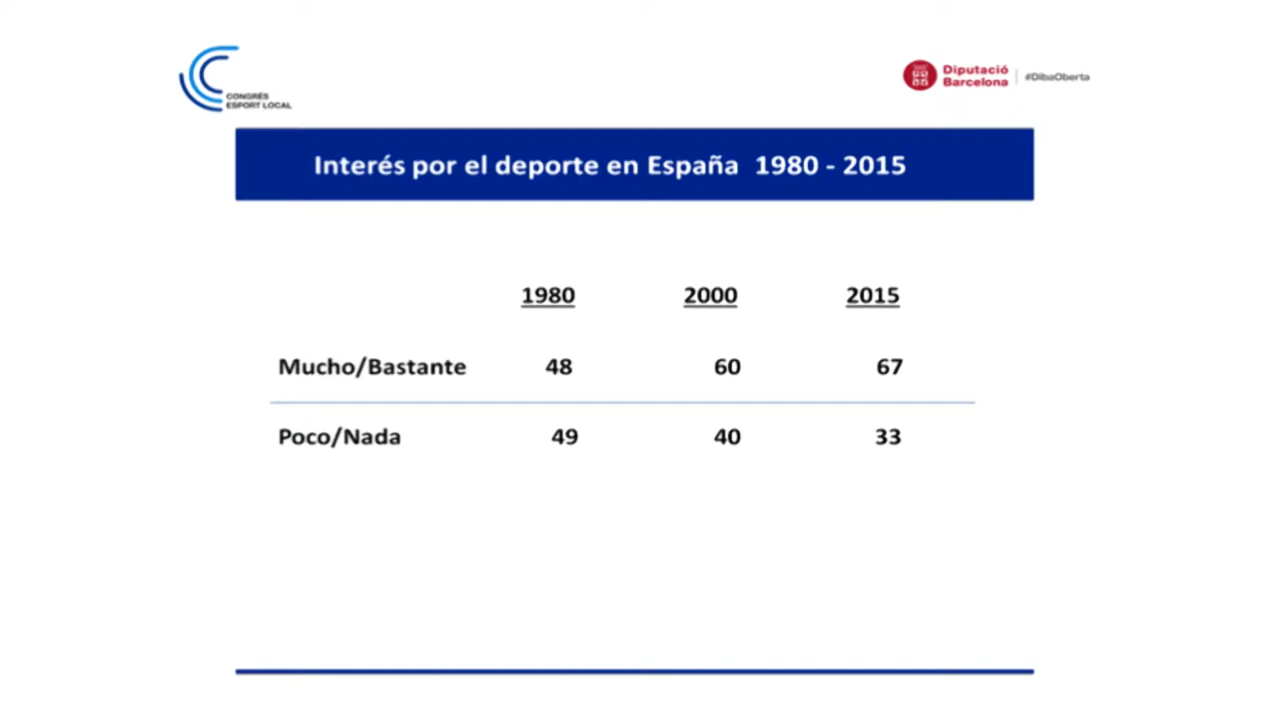 CONGRÉS
ESPORT LOCAL
Diputació
Barcelona
#DibaOberta
Interés por el deporte en España 1980 - 2015
1980 2000 2015
Mucho/Bastante 48 60 67
Poco/Nada 49 40 33